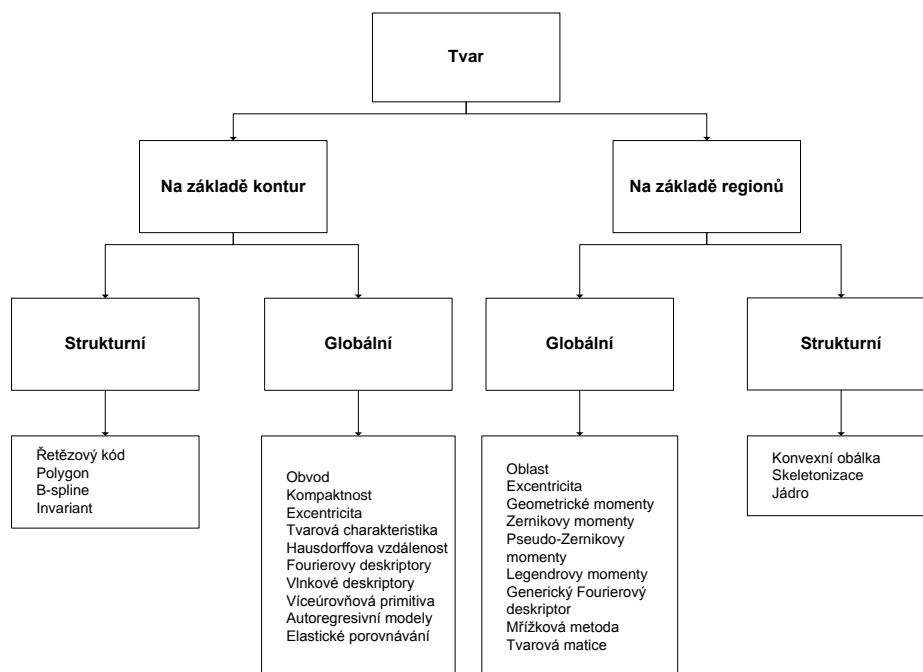 Tvar
Na základě kontur
Na základě regionů
Strukturní
Globální
Globální
Strukturní
Řetězový kód
Polygon
B-spline
Invariant
Obvod
Kompaktnost
Excentricita
Tvarová charakteristika
Hausdorffova vzdálenost
Fourierovy deskriptory
Vlnkové deskriptory
Víceúrovňová primitiva
Autoregresivní modely
Elastické porovnávání
Oblast
Excentricita
Geometrické momenty
Zernikovy momenty
Pseudo-Zernikovy
momenty
Legendrovy momenty
Generický Fourierový
deskriptor
Mřížková metoda
Tvarová matice
Konvexní obálka
Skeletonizace
Jádro